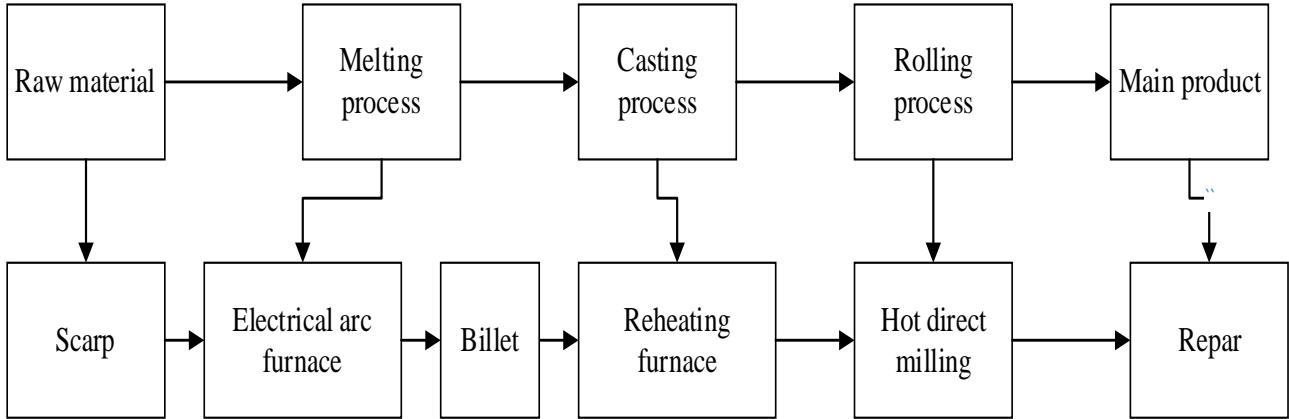 Raw material
Melting
process
Casting
process
Rolling
process
Main product
``
Scarp
Electrical arc
furnace
Billet
Reheating
furnace
Hot direct
milling
Repar